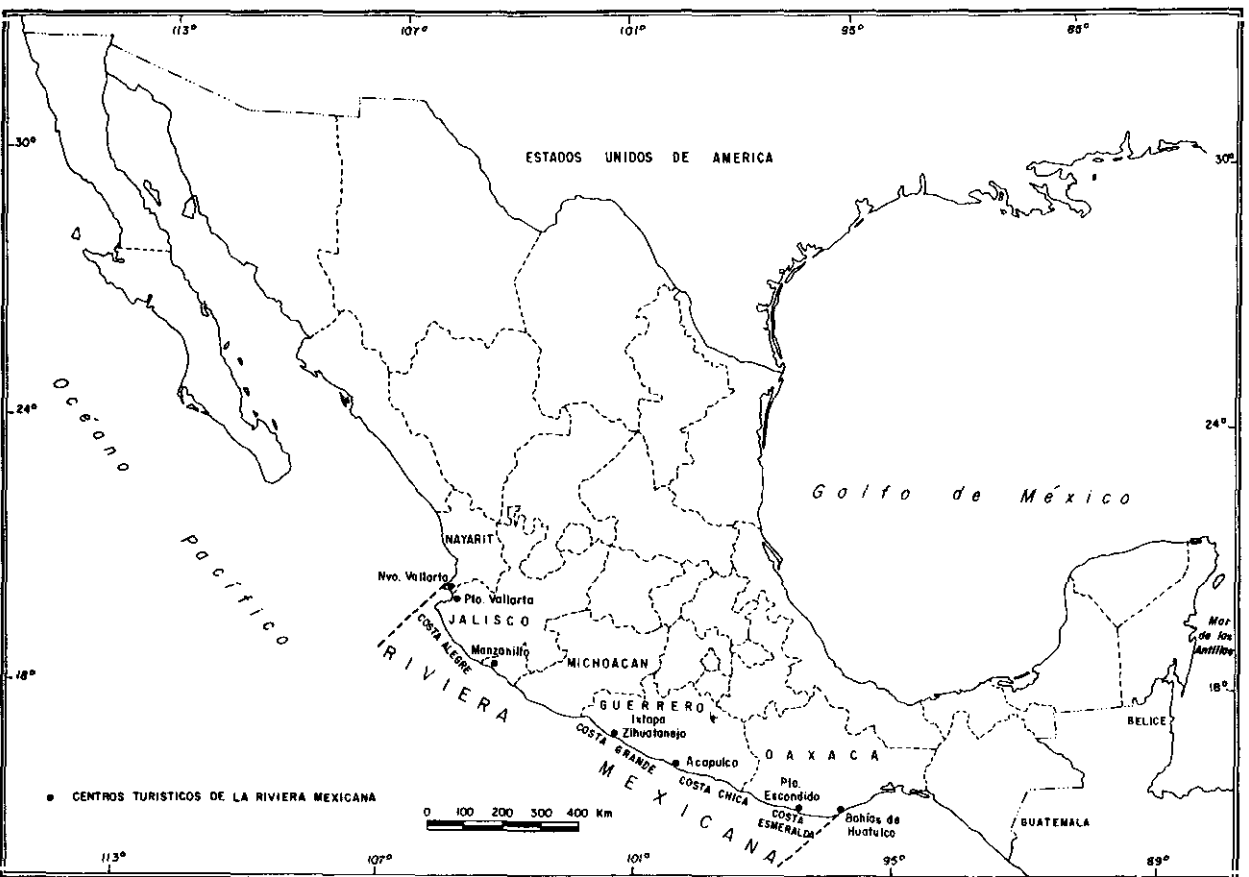 113° 107° 101° 95° 85°
30° 30°
ESTADOS UNIDOS DE AMERICA
24° 24°
Océano Pacífico
Golfo de México
NAYARIT
Nvo. Vallarta
Pto. Vallarta
JALISCO
COSTA ALEGRE
Manzanillo
MICHOACAN
Mar
de las
Antillas
18° 18°
RIVIERA MEXICANA
GUERRERO
Ixtapa
Zihuatanejo
COSTA GRANDE
Acapulco
COSTA CHICA
OAXACA
Pto.
Escondido
COSTA
ESMERALDA
Bahías de
Huatulco
BELICE
GUATEMALA
CENTROS TURISTICOS DE LA RIVIERA MEXICANA
0 100 200 300 400 Km
113° 107° 101° 95° 89°